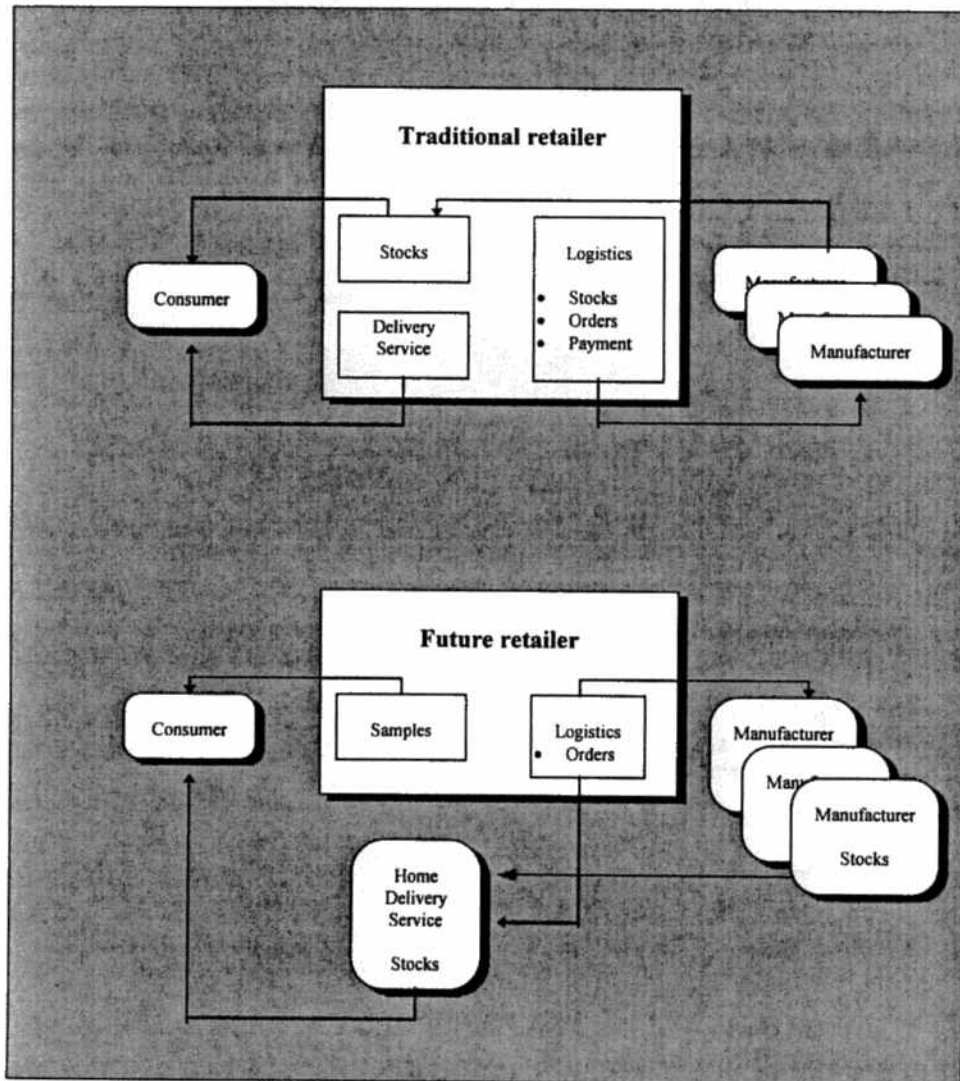 Traditional retailer
Stocks
Logistics
• Stocks
• Orders
• Payment
Delivery
Service
Consumer
Manufacturer
Future retailer
Consumer
Samples
Logistics
• Orders
Manufacturer
Manufacturer
Stocks
Home
Delivery
Service
Stocks